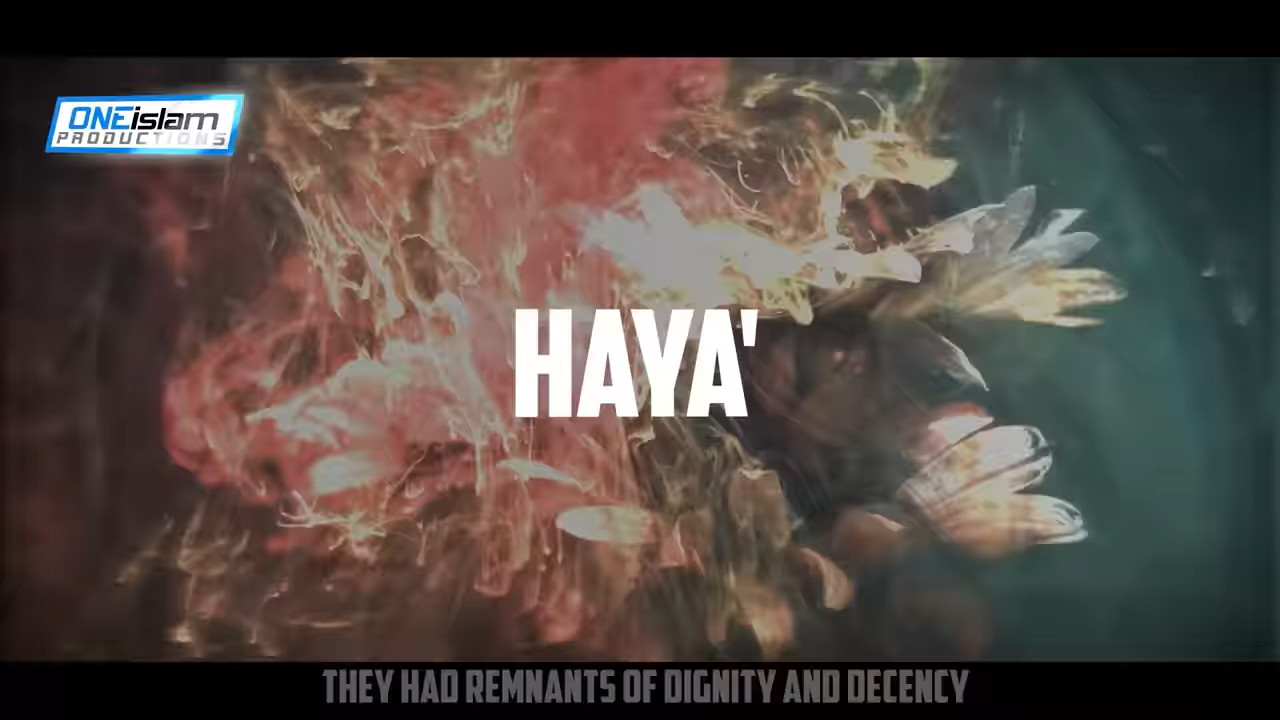 ONEislam
PRODUCTIONS
HAYA'
THEY HAD REMNANTS OF DIGNITY AND DECENCY